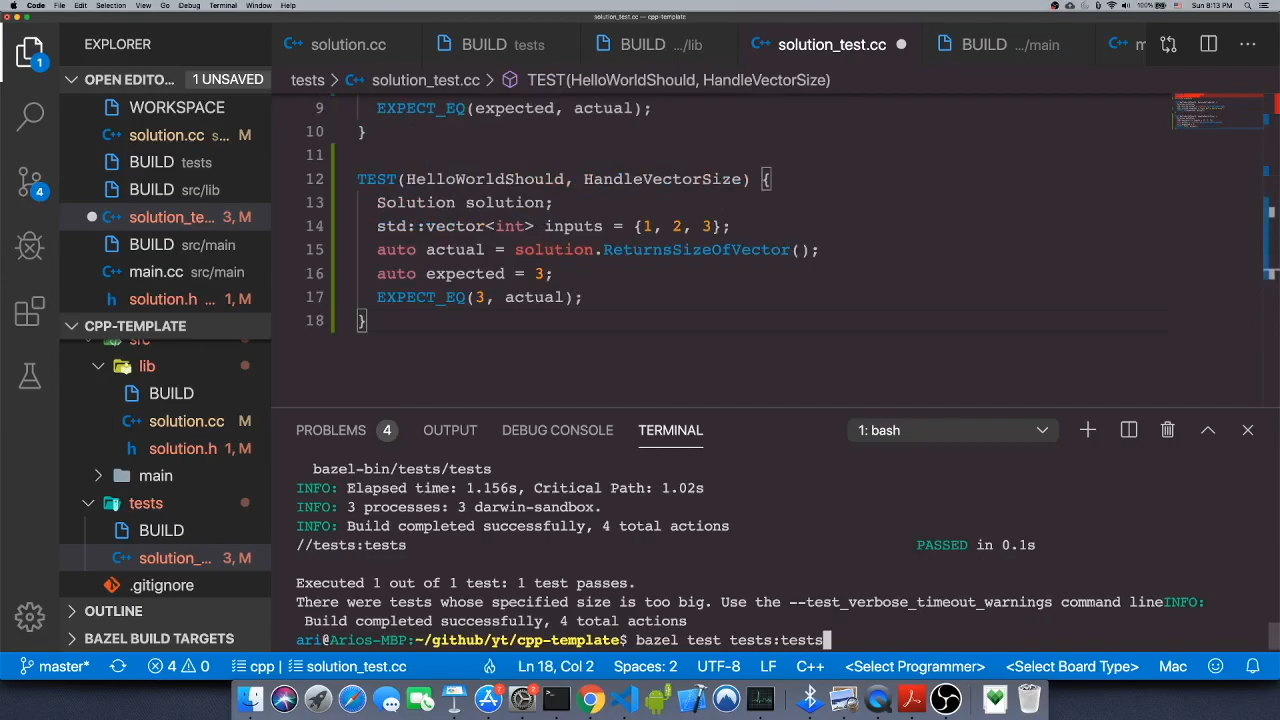 Code File Edit Selection View Go Debug Terminal Window Help
100%
Sun 8:13 PM
solution_test.cc — cpp-template
EXPLORER
solution.cc
BUILD tests
BUILD .../lib
solution_test.cc
BUILD .../main
OPEN EDITO... 1 UNSAVED
tests > solution_test.cc > TEST(HelloWorldShould, HandleVectorSize)
WORKSPACE
solution.cc s... M
BUILD tests
BUILD src/lib
solution_te... 3, M
BUILD src/main
main.cc src/main
solution.h ... 1, M
CPP-TEMPLATE
src
lib
BUILD
solution.cc M
solution.h 1, M
main
tests
BUILD
solution_... 3, M
.gitignore
OUTLINE
BAZEL BUILD TARGETS
1
4
9 EXPECT_EQ(expected, actual);
10 }
11
12 TEST(HelloWorldShould, HandleVectorSize) {
13 Solution solution;
14 std::vector<int> inputs = {1, 2, 3};
15 auto actual = solution.ReturnsSizeOfVector();
16 auto expected = 3;
17 EXPECT_EQ(3, actual);
18 }
PROBLEMS 4 OUTPUT DEBUG CONSOLE TERMINAL 1: bash
bazel-bin/tests/tests
INFO: Elapsed time: 1.156s, Critical Path: 1.02s
INFO: 3 processes: 3 darwin-sandbox.
INFO: Build completed successfully, 4 total actions
//tests:tests PASSED in 0.1s
Executed 1 out of 1 test: 1 test passes.
There were tests whose specified size is too big. Use the --test_verbose_timeout_warnings command lineINFO:
Build completed successfully, 4 total actions
ari@Arios-MBP:~/github/yt/cpp-template$ bazel test tests:tests
master* 4 0 cpp | solution_test.cc Ln 18, Col 2 Spaces: 2 UTF-8 LF C++ <Select Programmer> <Select Board Type> Mac